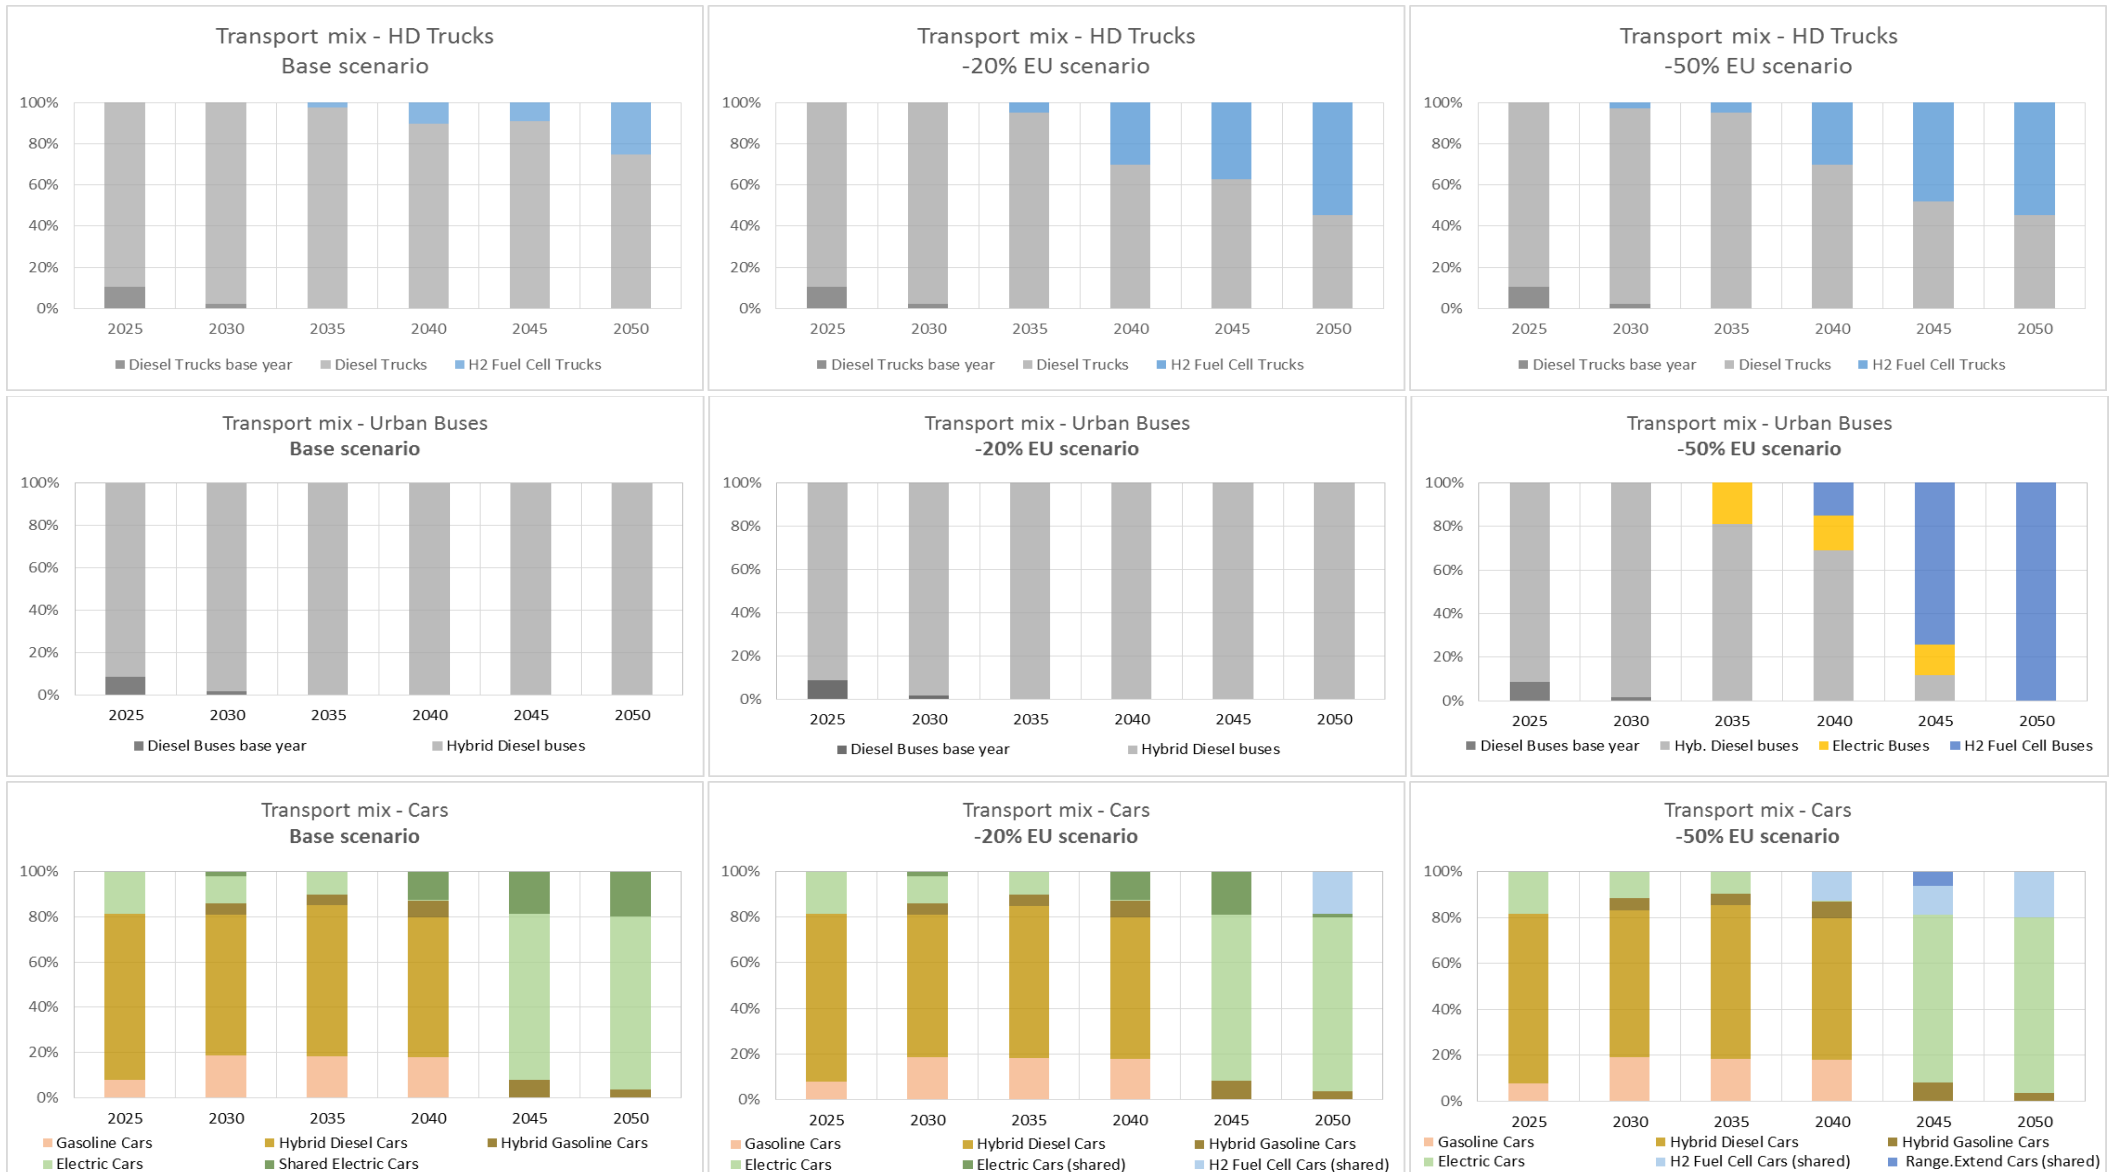 Transport mix - HD Trucks
Base scenario
100%
80%
60%
40%
20%
0%
2025 2030 2035 2040 2045 2050
Diesel Trucks base year Diesel Trucks H2 Fuel Cell Trucks
Transport mix - HD Trucks
-20% EU scenario
100%
80%
60%
40%
20%
0%
2025 2030 2035 2040 2045 2050
Diesel Trucks base year Diesel Trucks H2 Fuel Cell Trucks
Transport mix - HD Trucks
-50% EU scenario
100%
80%
60%
40%
20%
0%
2025 2030 2035 2040 2045 2050
Diesel Trucks base year Diesel Trucks H2 Fuel Cell Trucks
Transport mix - Urban Buses
Base scenario
100%
80%
60%
40%
20%
0%
2025 2030 2035 2040 2045 2050
Diesel Buses base year Hybrid Diesel buses
Transport mix - Urban Buses
-20% EU scenario
100%
80%
60%
40%
20%
0%
2025 2030 2035 2040 2045 2050
Diesel Buses base year Hybrid Diesel buses
Transport mix - Urban Buses
-50% EU scenario
100%
80%
60%
40%
20%
0%
2025 2030 2035 2040 2045 2050
Diesel Buses base year Hyb. Diesel buses Electric Buses H2 Fuel Cell Buses
Transport mix - Cars
Base scenario
100%
80%
60%
40%
20%
0%
2025 2030 2035 2040 2045 2050
Gasoline Cars Hybrid Diesel Cars Hybrid Gasoline Cars
Electric Cars Shared Electric Cars
Transport mix - Cars
-20% EU scenario
100%
80%
60%
40%
20%
0%
2025 2030 2035 2040 2045 2050
Gasoline Cars Hybrid Diesel Cars Hybrid Gasoline Cars
Electric Cars Electric Cars (shared) H2 Fuel Cell Cars (shared)
Transport mix - Cars
-50% EU scenario
100%
80%
60%
40%
20%
0%
2025 2030 2035 2040 2045 2050
Gasoline Cars Hybrid Diesel Cars Hybrid Gasoline Cars
Electric Cars H2 Fuel Cell Cars (shared) Range.Extend Cars (shared)